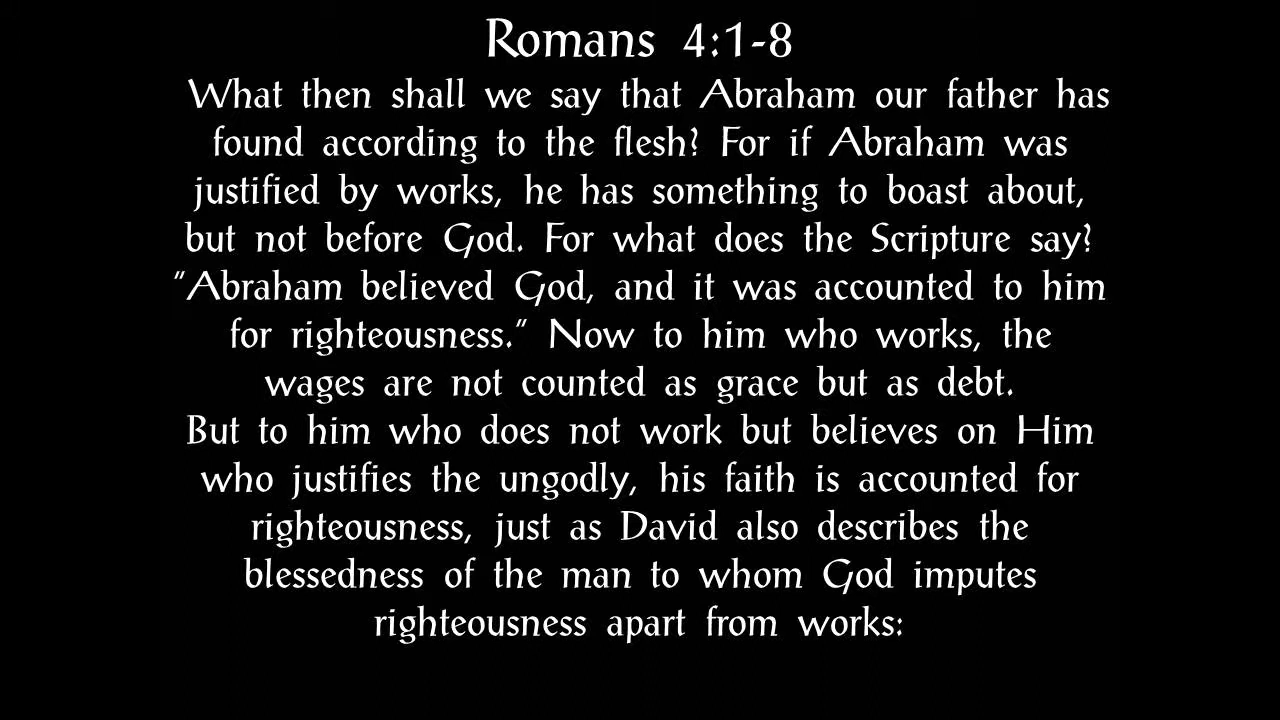 Romans 4:1-8
What then shall we say that Abraham our father has
found according to the flesh? For if Abraham was
justified by works, he has something to boast about,
but not before God. For what does the Scripture say?
"Abraham believed God, and it was accounted to him
for righteousness." Now to him who works, the
wages are not counted as grace but as debt.
But to him who does not work but believes on Him
who justifies the ungodly, his faith is accounted for
righteousness, just as David also describes the
blessedness of the man to whom God imputes
righteousness apart from works: